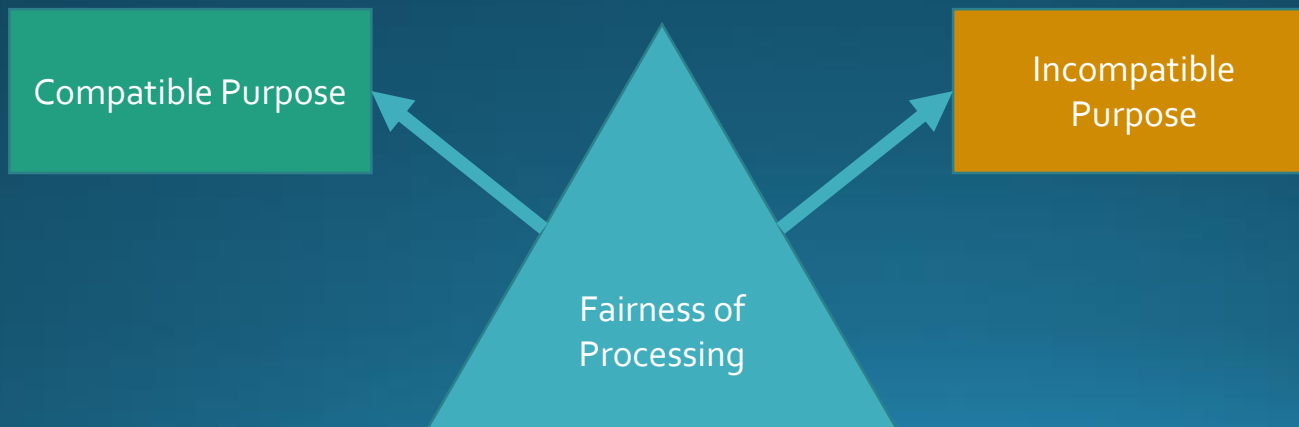 Compatible Purpose
Incompatible
Purpose
Fairness of
Processing